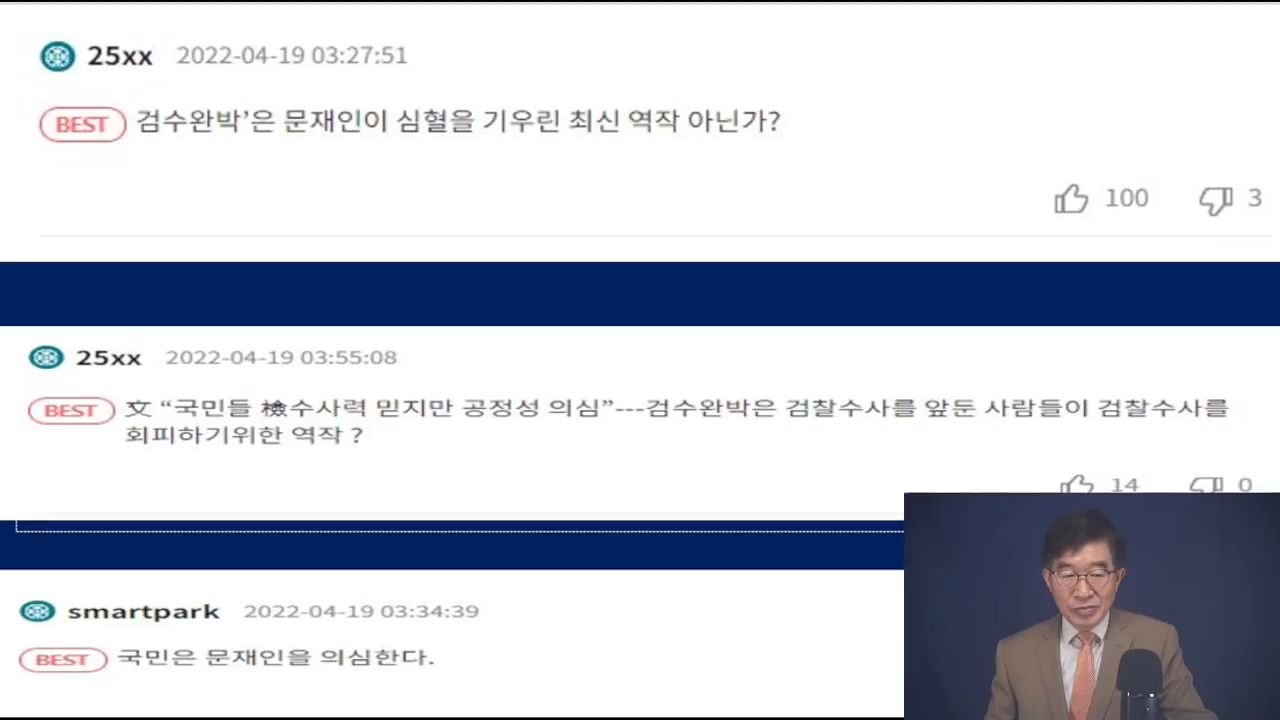 25xx 2022-04-19 03:27:51
BEST 검수완박’은 문재인이 심혈을 기우린 최신 역작 아닌가?
100 3
25xx 2022-04-19 03:55:08
BEST 文 “국민들 檢수사력 믿지만 공정성 의심”---검수완박은 검찰수사를 앞둔 사람들이 검찰수사를
회피하기위한 역작 ?
14 0
smartpark 2022-04-19 03:34:39
BEST 국민은 문재인을 의심한다.